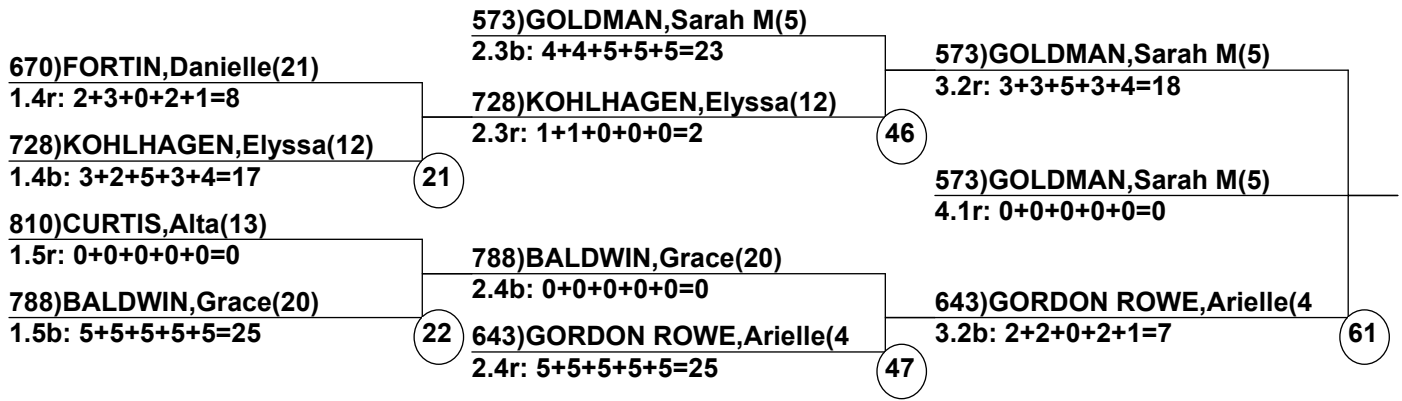 670)FORTIN,Danielle(21)
1.4r: 2+3+0+2+1=8
728)KOHLHAGEN,Elyssa(12)
1.4b: 3+2+5+3+4=17
21
810)CURTIS,Alta(13)
1.5r: 0+0+0+0+0=0
788)BALDWIN,Grace(20)
1.5b: 5+5+5+5+5=25
22
573)GOLDMAN,Sarah M(5)
2.3b: 4+4+5+5+5=23
728)KOHLHAGEN,Elyssa(12)
2.3r: 1+1+0+0+0=2
46
788)BALDWIN,Grace(20)
2.4b: 0+0+0+0+0=0
643)GORDON ROWE,Arielle(4
2.4r: 5+5+5+5+5=25
47
573)GOLDMAN,Sarah M(5)
3.2r: 3+3+5+3+4=18
573)GOLDMAN,Sarah M(5)
4.1r: 0+0+0+0+0=0
643)GORDON ROWE,Arielle(4
3.2b: 2+2+0+2+1=7
61